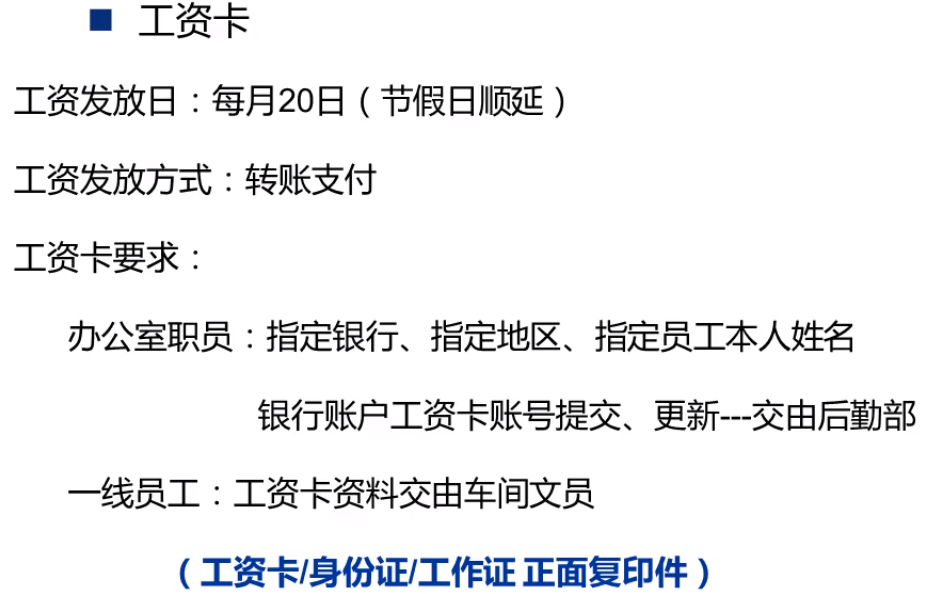 ■ 工资卡
工资发放日：每月20日（节假日顺延）
工资发放方式：转账支付
工资卡要求：
办公室职员：指定银行、指定地区、指定员工本人姓名
银行账户工资卡账号提交、更新---交由后勤部
一线员工：工资卡资料交由车间文员
（工资卡/身份证/工作证 正面复印件）